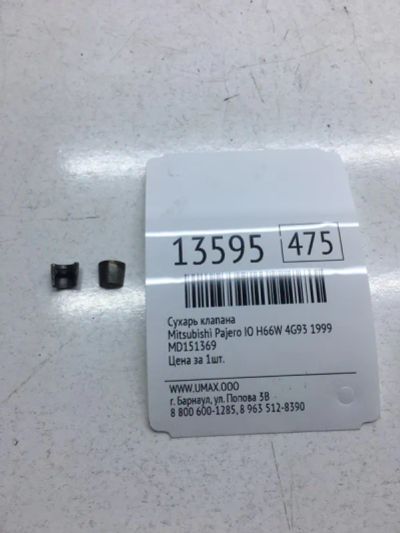 13595 475
Сухарь клапана
Mitsubishi Pajero IO H66W 4G93 1999
MD151369
Цена за 1шт.
WWW.UMAX.OOO
г. Барнаул, ул. Попова 3В
8 800 600-1285, 8 963 512-8390